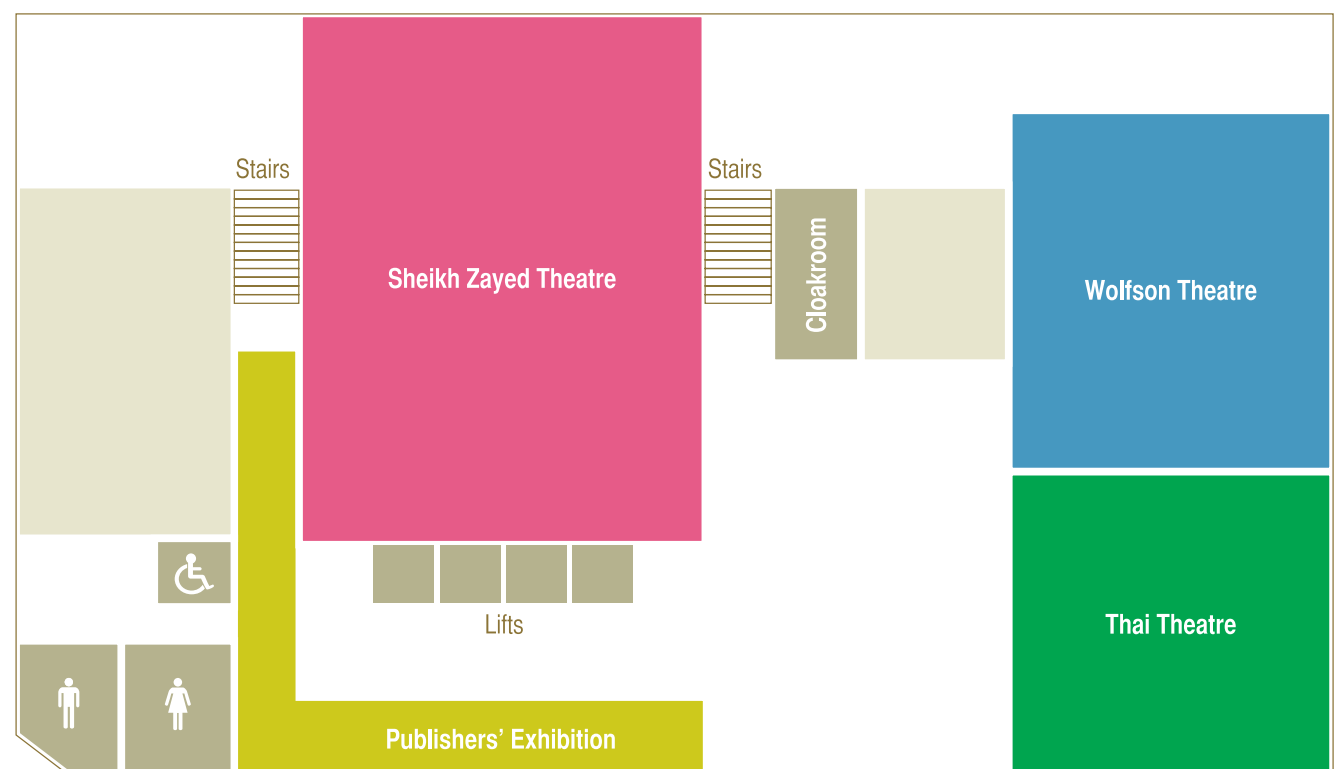 Stairs
Stairs
Sheikh Zayed Theatre
Cloakroom
Wolfson Theatre
Lifts
Thai Theatre
Publishers’ Exhibition